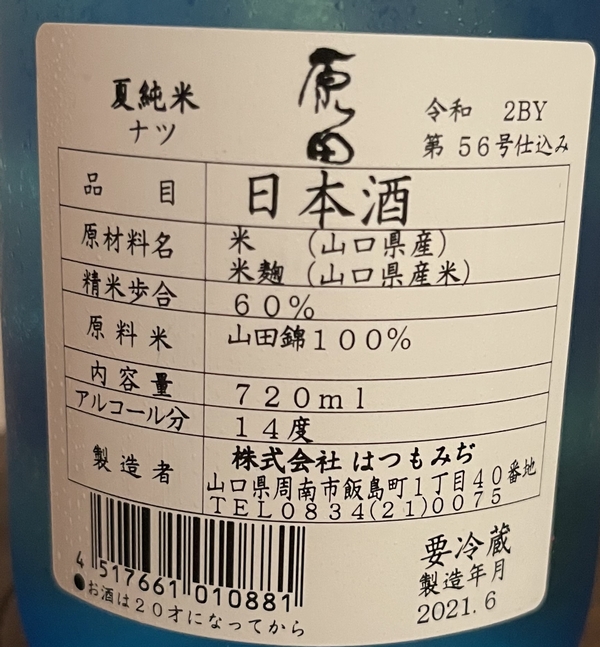 夏純米
ナツ
原田
令和　2BY
第 56号仕込み
品　目　日本酒
原材料名　米　（山口県産）
米麹（山口県産米）
精米歩合　60％
原料米　山田錦100％
内容量　720ml
アルコール分　14度
製造者　株式会社 はつもみぢ
山口県周南市飯島町1丁目40番地
TEL0834(21)0075
4 517661 010881
●お酒は20才になってから
要冷蔵
製造年月
2021.6